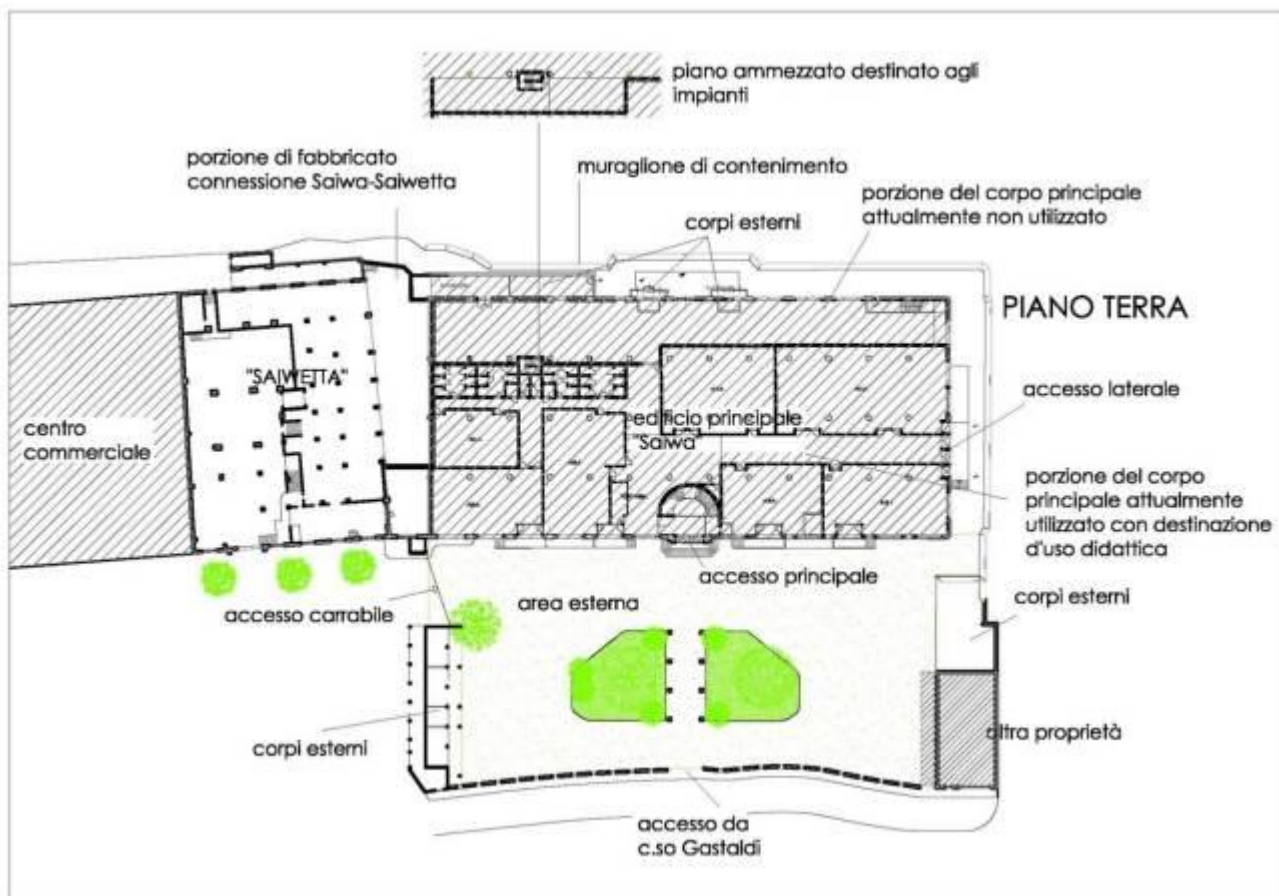 piano ammezzato destinato agli
impianti
porzione di fabbricato
connessione Saiwa-Saiwetta
muraglione di contenimento
corpi esterni
porzione del corpo principale
attualmente non utilizzato
PIANO TERRA
"SAIWETTA"
centro
commerciale
edificio principale
"Saiwa"
accesso laterale
porzione del corpo
principale attualmente
utilizzato con destinazione
d'uso didattica
accesso principale
corpi esterni
accesso carrabile
area esterna
corpi esterni
altra proprietà
accesso da
c.so Gastaldi